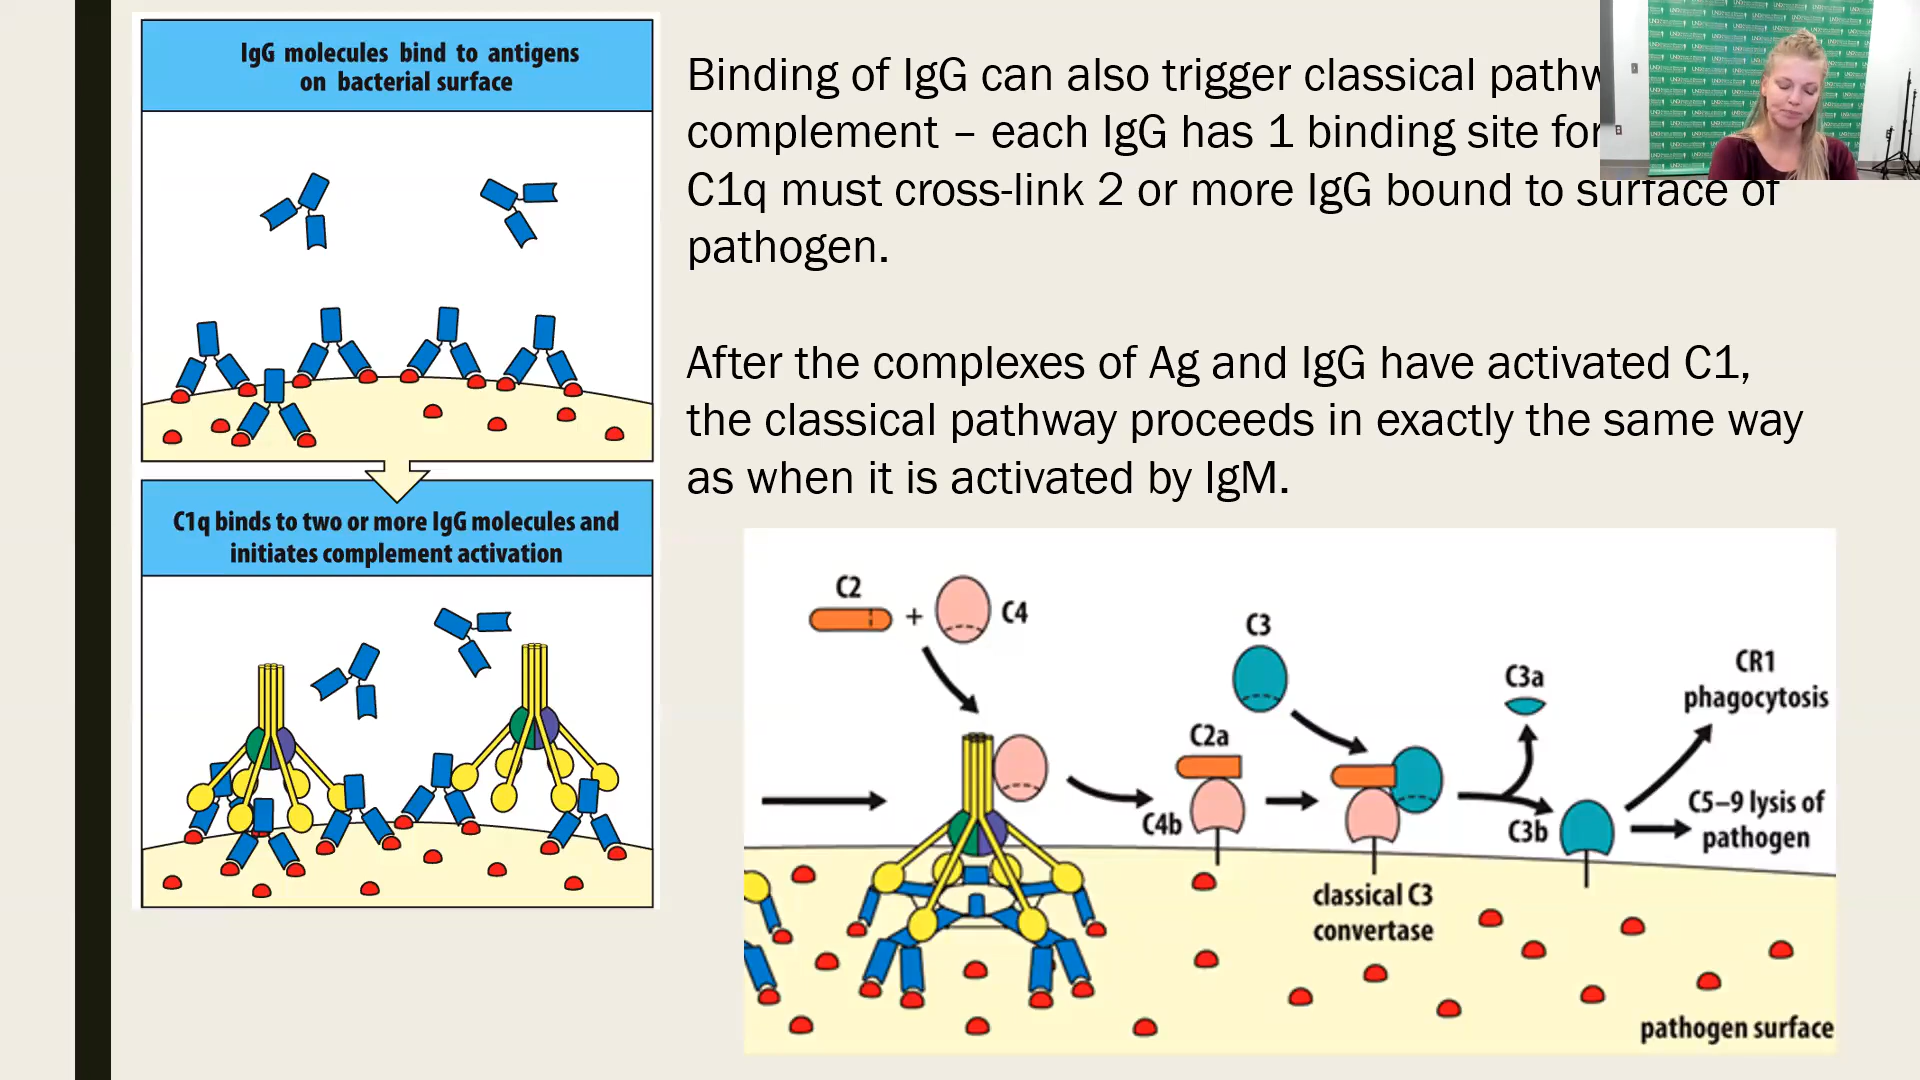 IgG molecules bind to antigens
on bacterial surface
C1q binds to two or more IgG molecules and
initiates complement activation
Binding of IgG can also trigger classical
complement – each IgG has 1 binding site for
C1q must cross-link 2 or more IgG bound to surface of
pathogen.
After the complexes of Ag and IgG have activated C1,
the classical pathway proceeds in exactly the same way
as when it is activated by IgM.
C2
+
C4
C3
C2a
C4b
classical C3
convertase
C3a
C3b
CR1
phagocytosis
C5–9 lysis of
pathogen
pathogen surface